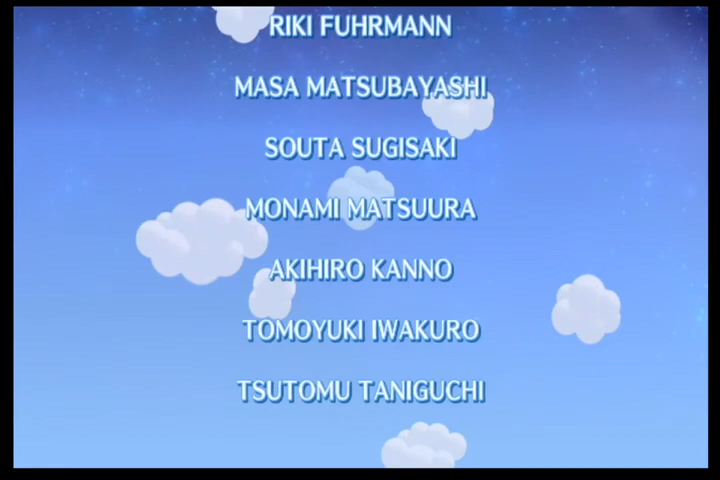 RIKI FUHRMANN
MASA MATSUBAYASHI
SOUTA SUGISAKI
MONAMI MATSUURA
AKIHIRO KANNO
TOMOYUKI IWAKURO
TSUTOMU TANIGUCHI